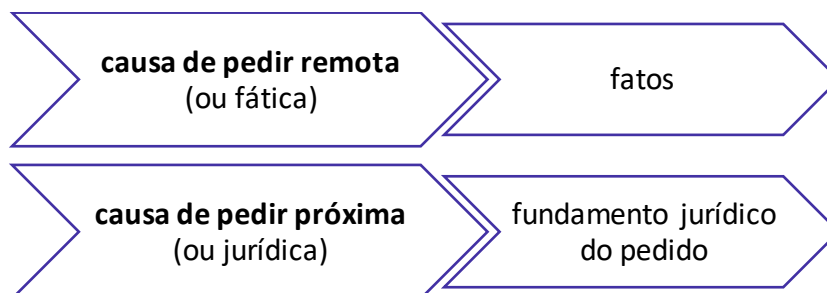 causa de pedir remota
(ou fática)
fatos
causa de pedir próxima
(ou jurídica)
fundamento jurídico
do pedido